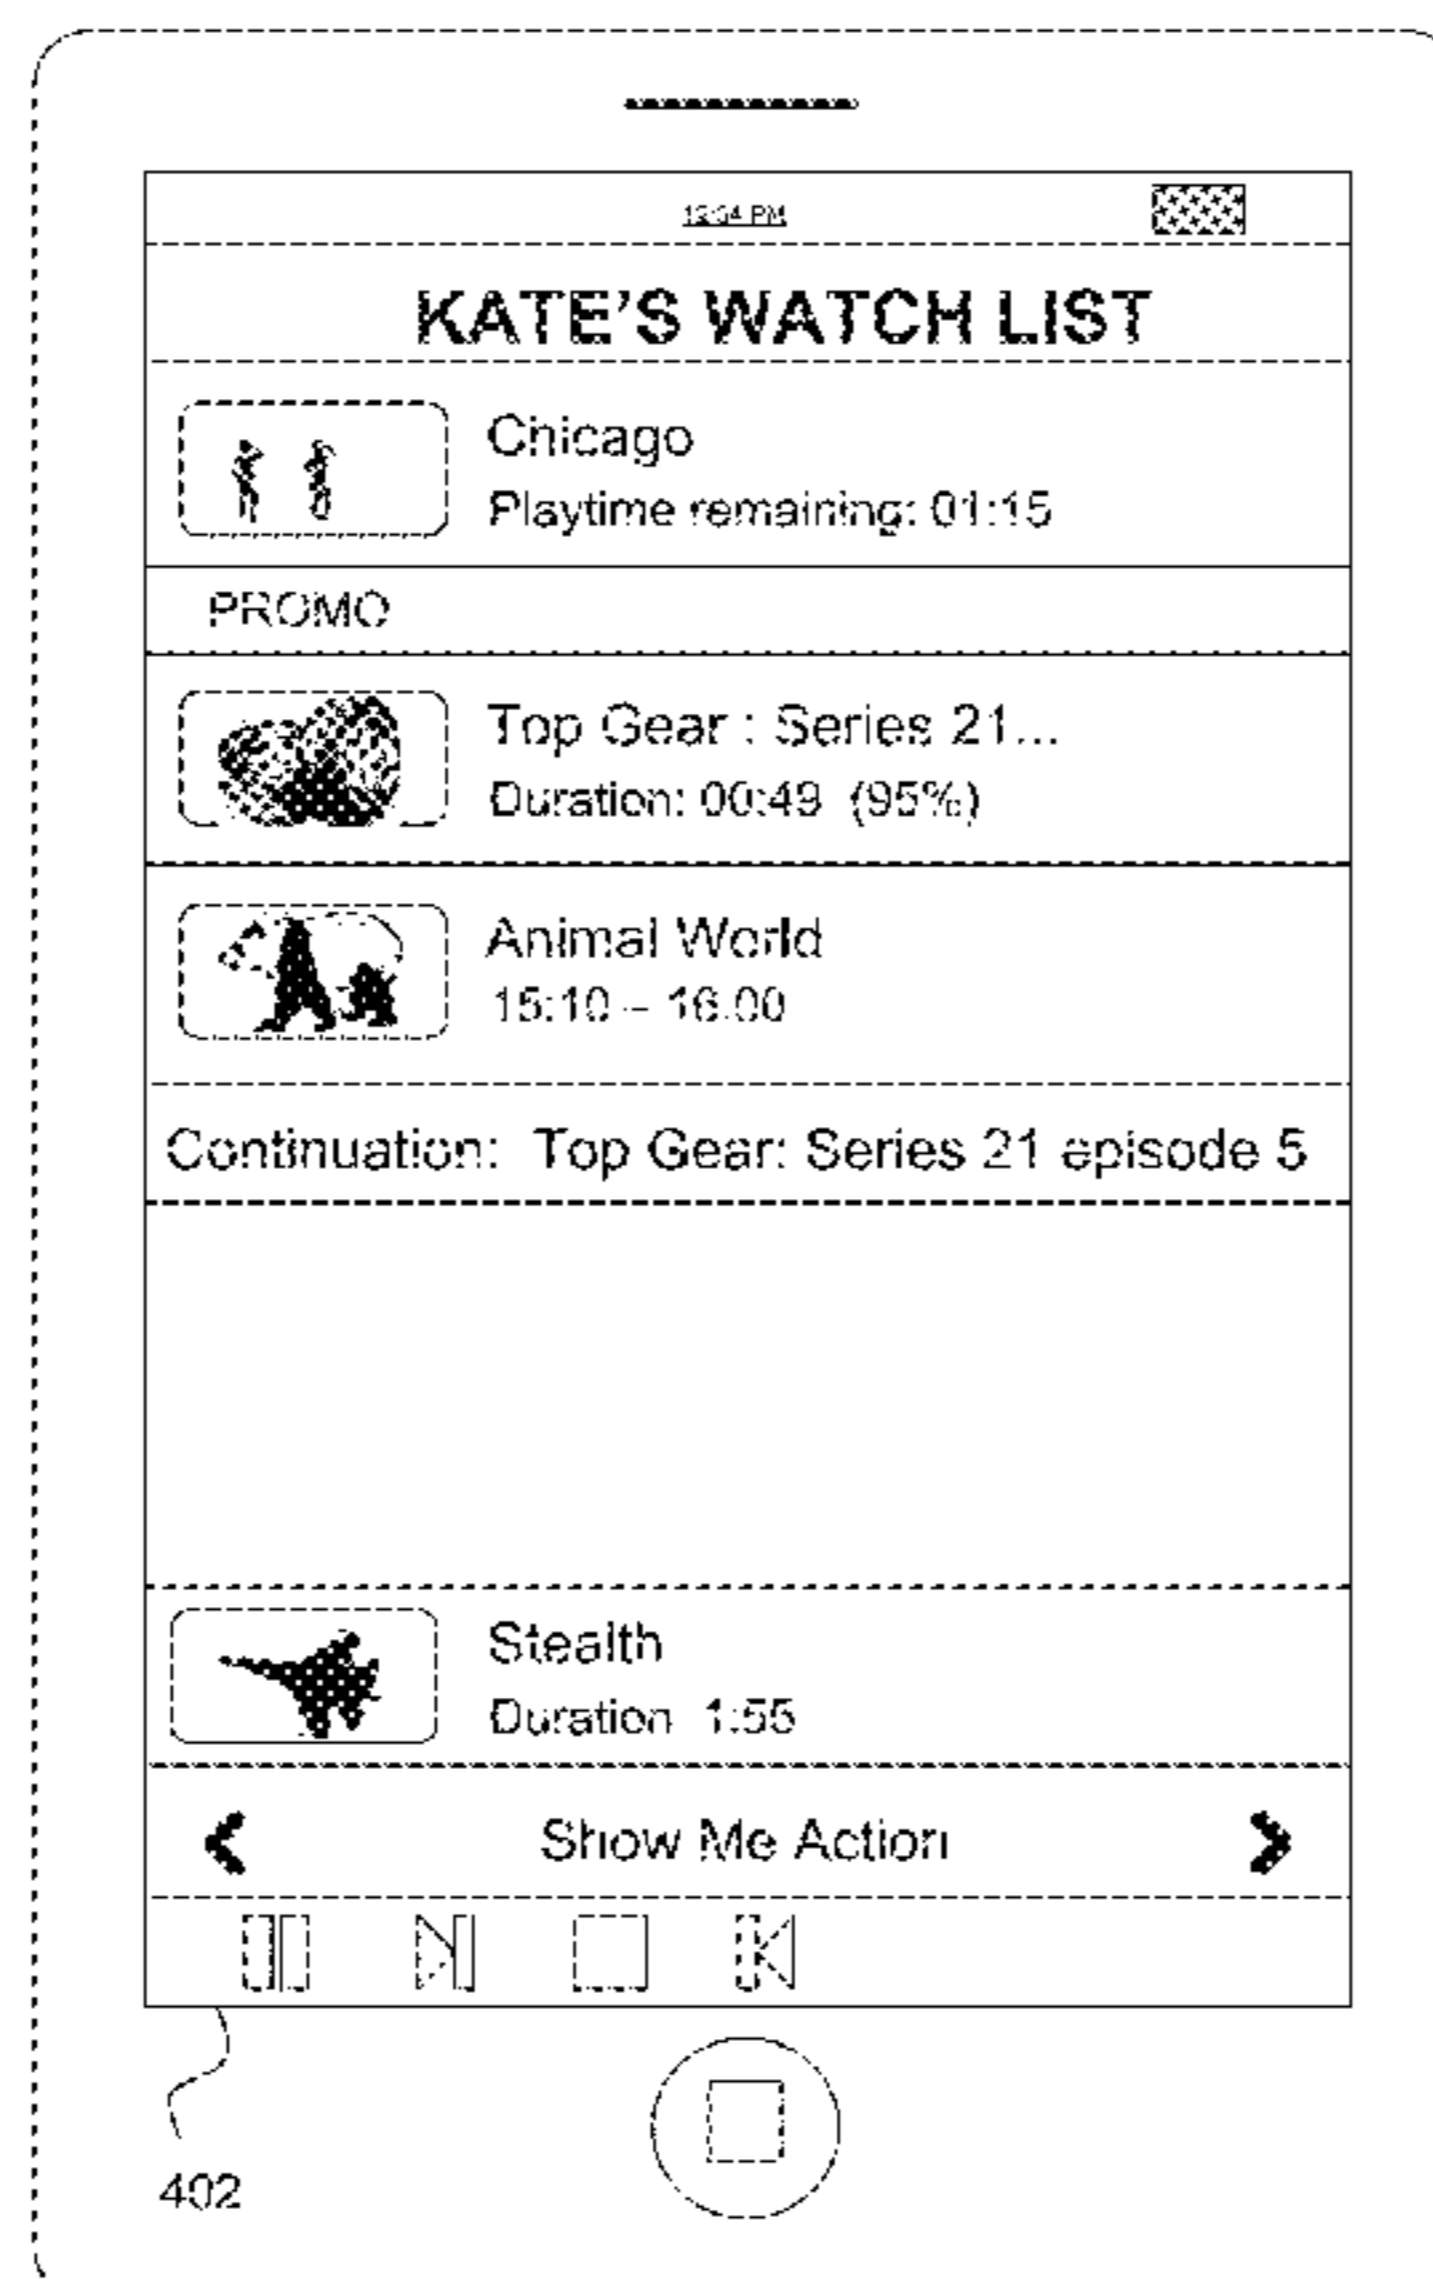 12:04 PM
KATE'S WATCH LIST
Chicago
Playtime remaining: 01:15
PROMO
Top Gear : Series 21...
Duration: 00:49 (95%)
Animal World
15:10 – 16.00
Continuation: Top Gear: Series 21 episode 5
Stealth
Duration 1:55
Show Me Action
402